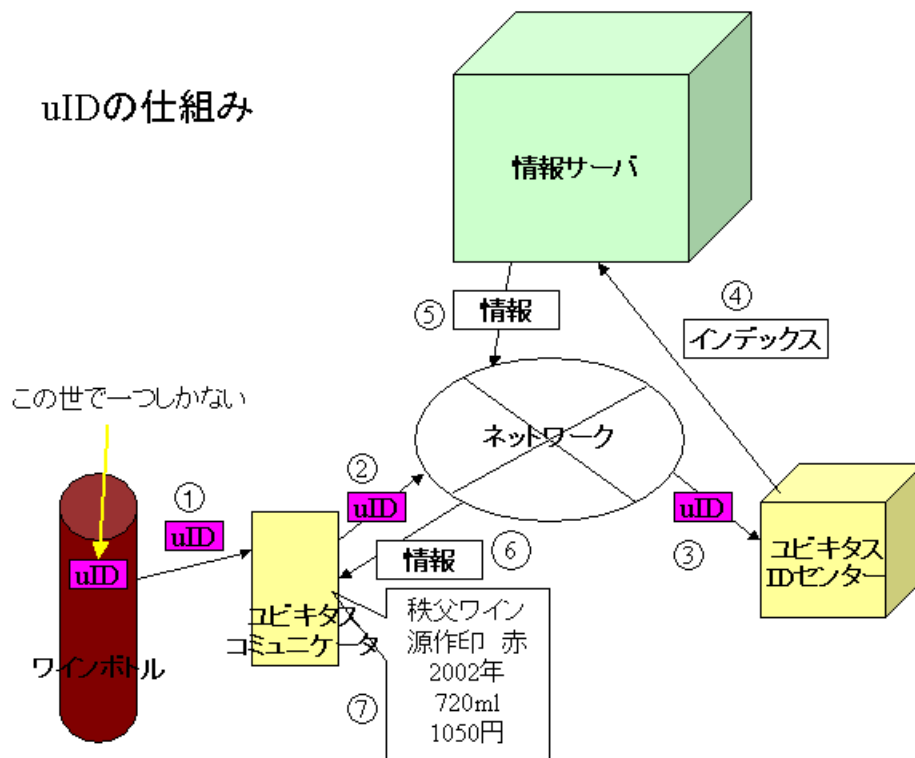 uIDの仕組み
情報サーバ
⑤
情報
④
インデックス
この世で一つしかない
ネットワーク
①
uID
②
uID
uID
③
uID
情報
⑥
ユビキタス
IDセンター
ユビキタス
コミュニケータ
ワインボトル
秩父ワイン
源作印 赤
2002年
720ml
1050円
⑦